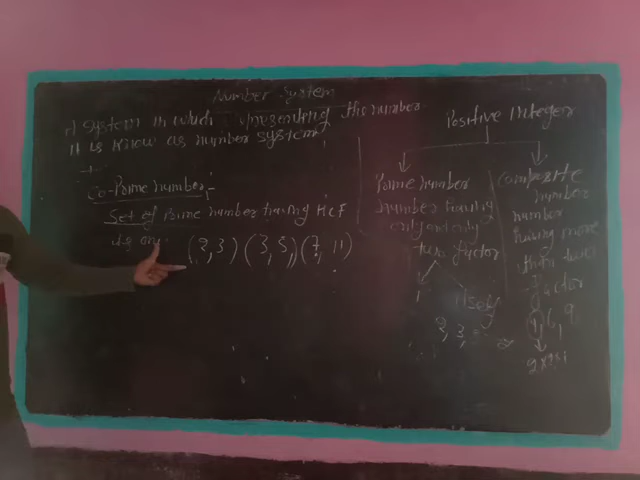 Number System
A System in which representing the number
it is know as number system
Co-Prime number:-
Set of Prime number having HCF
is one (2,3) (3,5,) (7, 11)
Positive Integer
Prime number
number having
only and only
two factor
1
itself
2, 3,
Composite
number
number
having more
than two
factor
4, 6, 9